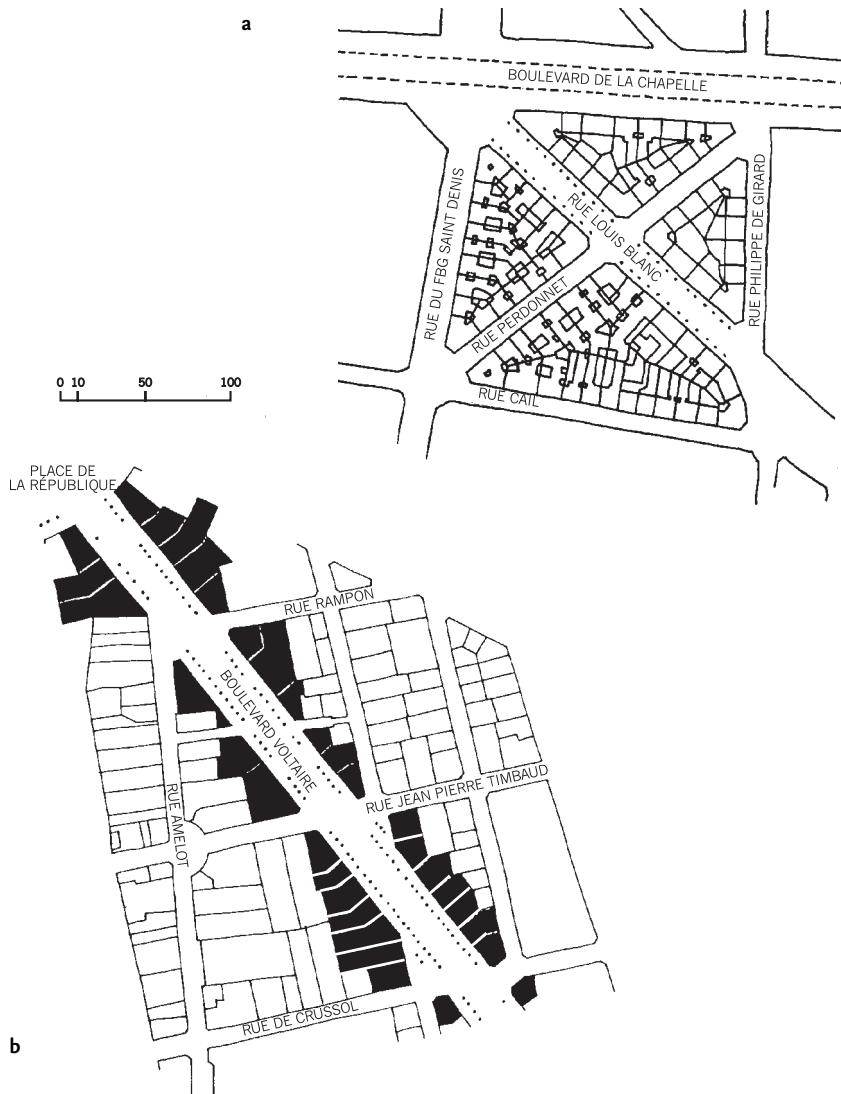 a
BOULEVARD DE LA CHAPELLE
RUE DU FBG SAINT DENIS
RUE LOUIS BLANC
RUE PHILIPPE DE GIRARD
RUE PERDONNET
RUE CAIL
0 10 50 100
PLACE DE
LA RÉPUBLIQUE
RUE RAMPON
BOULEVARD VOLTAIRE
RUE JEAN PIERRE TIMBAUD
RUE AMELOT
RUE DE CRUSSOL
b